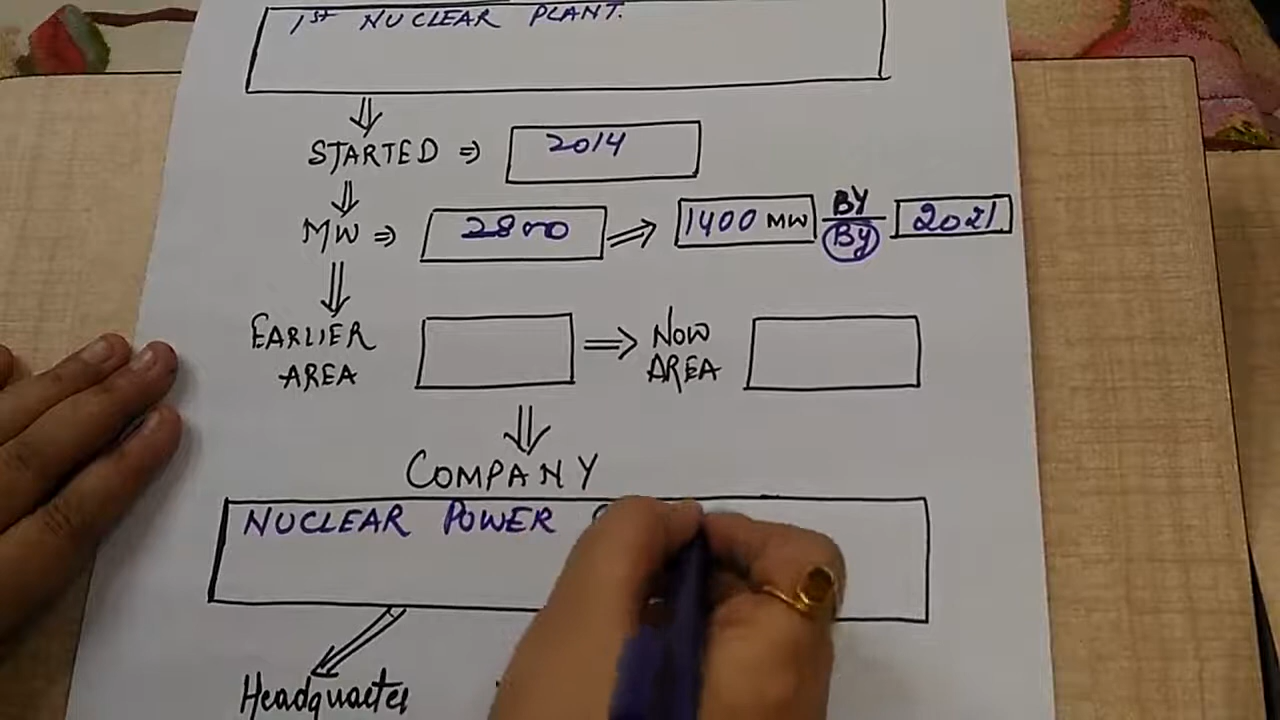 1st NUCLEAR PLANT.
STARTED ⇒ 2014
MW ⇒ 2800 ⇒ 1400 MW BY By 2021.
EARLIER AREA ⇒ NOW AREA
COMPANY
NUCLEAR POWER
Headquarter